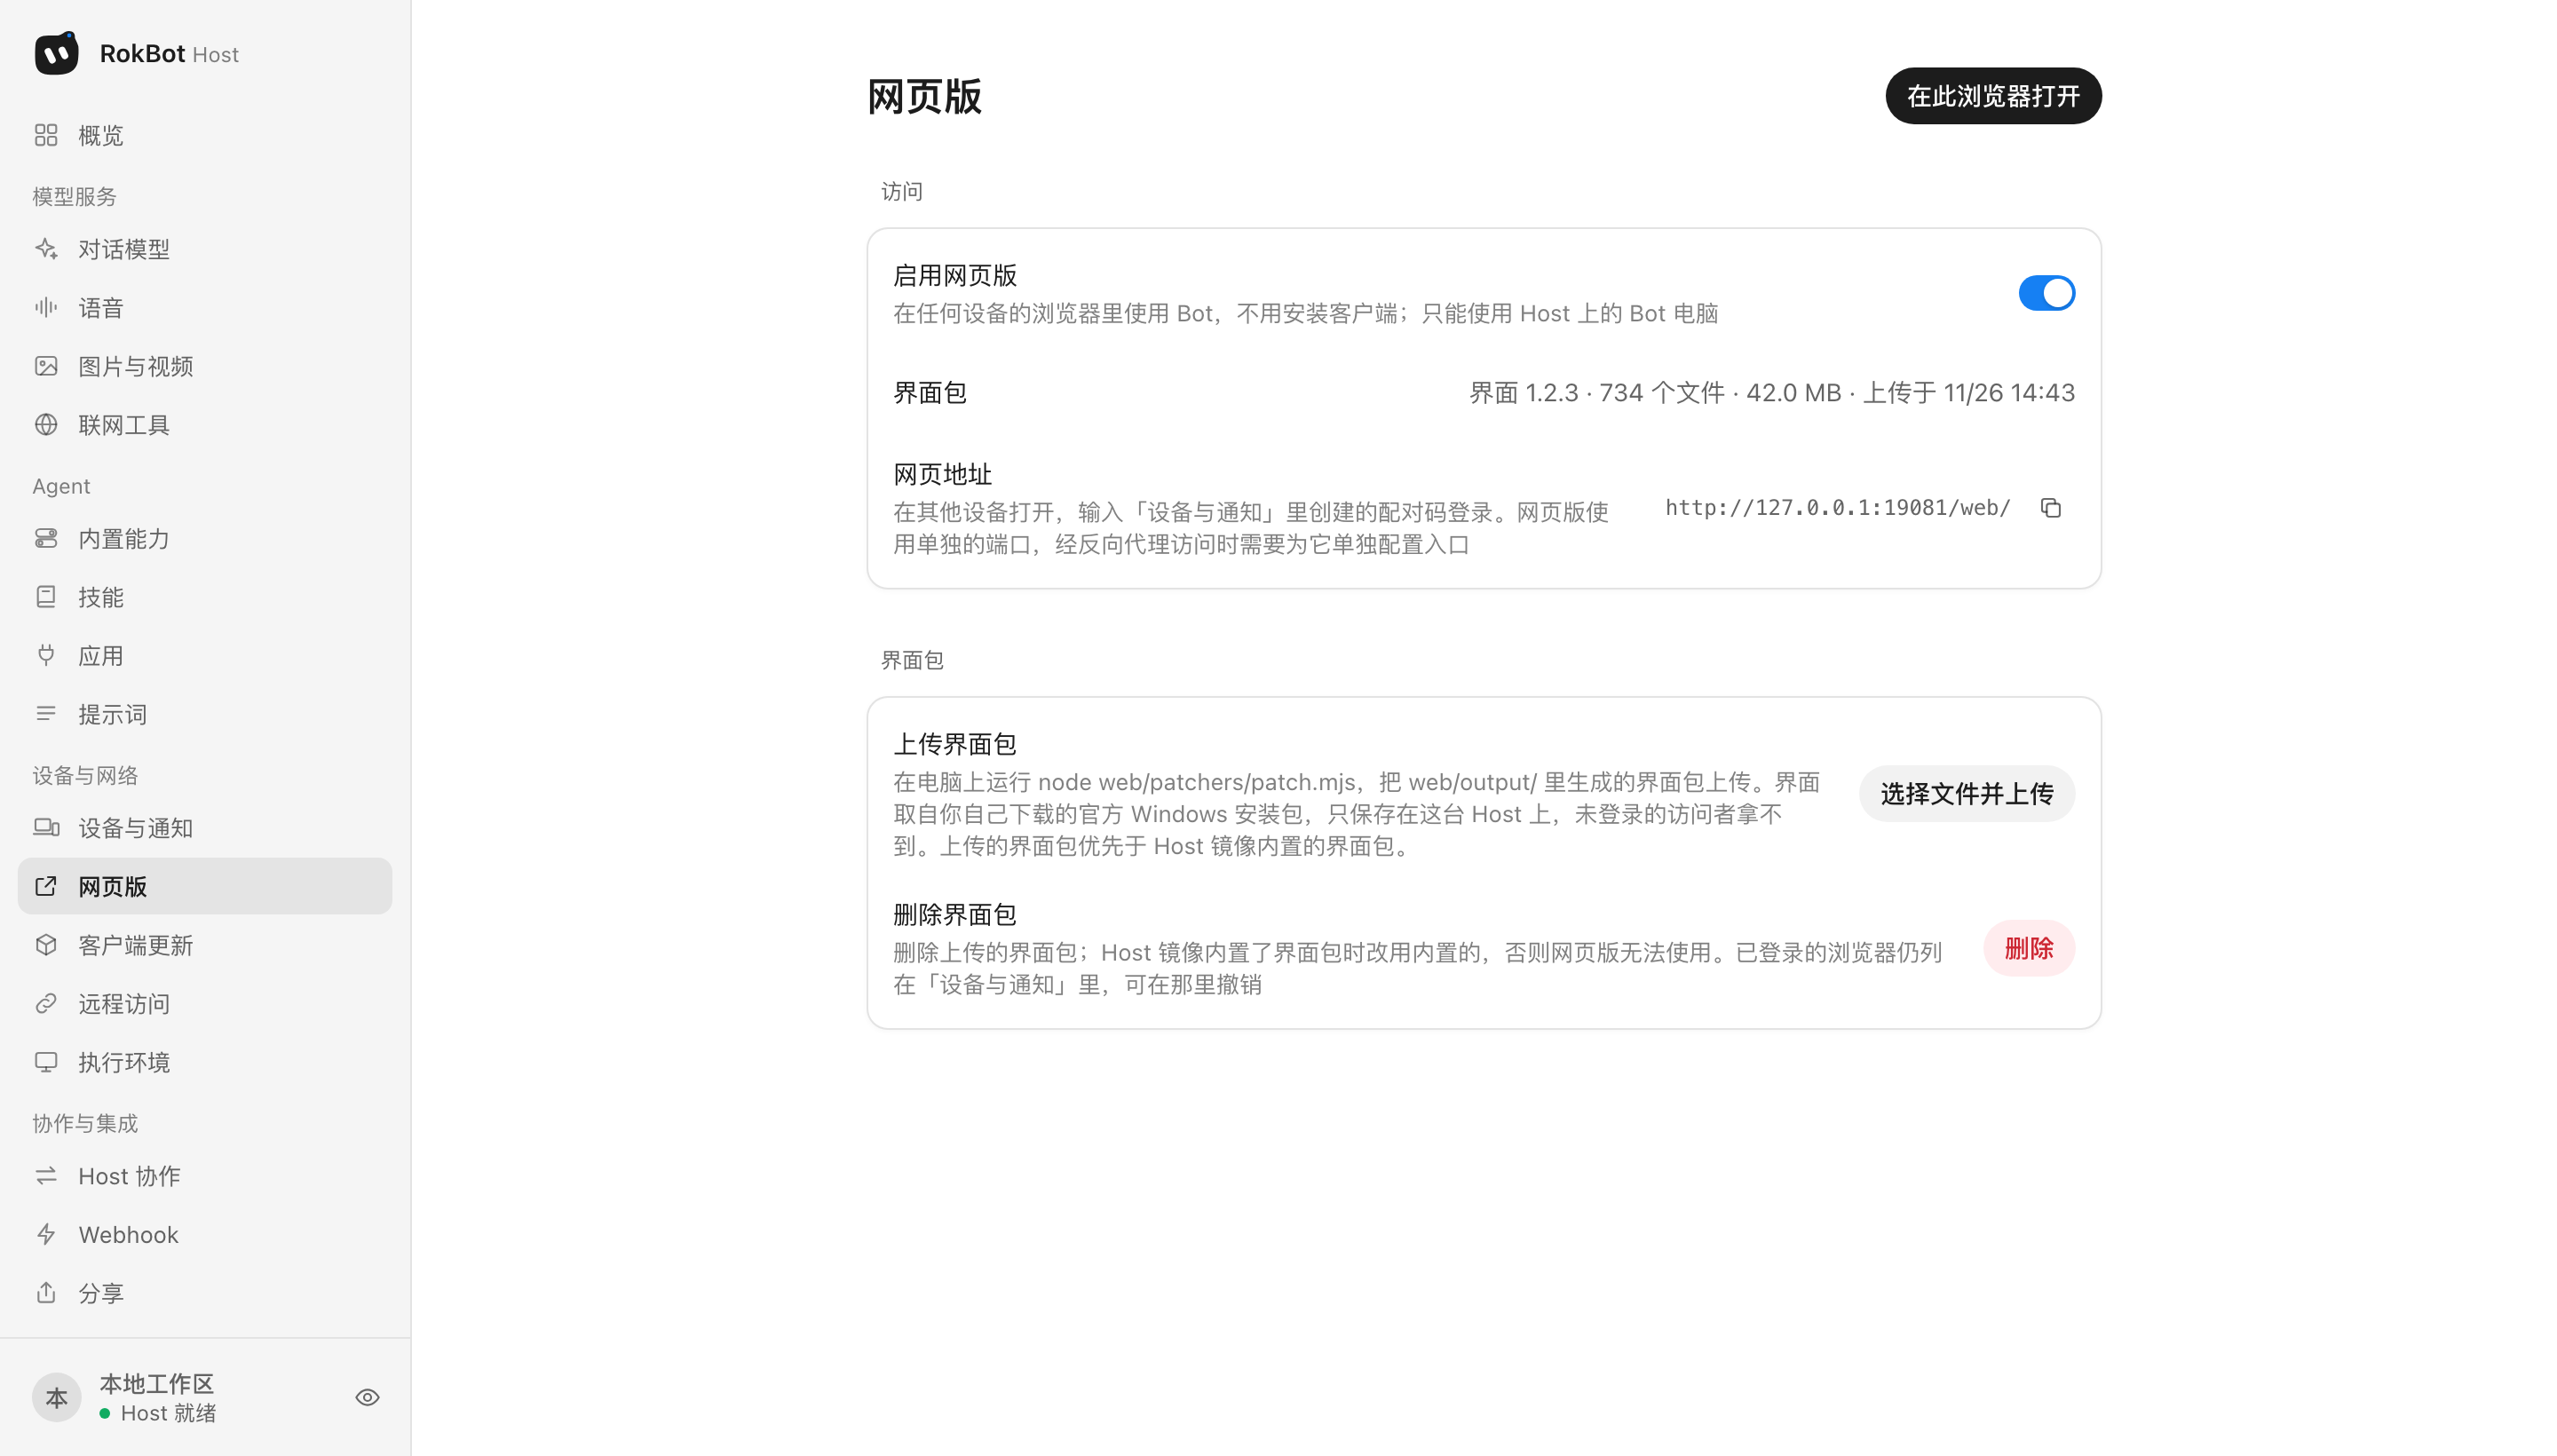 RokBot Host
概览
模型服务
对话模型
语音
图片与视频
联网工具
Agent
内置能力
技能
应用
提示词
设备与网络
设备与通知
网页版
客户端更新
远程访问
执行环境
协作与集成
Host 协作
Webhook
分享
本
本地工作区
Host 就绪
网页版
在此浏览器打开
访问
启用网页版
在任何设备的浏览器里使用 Bot，不用安装客户端；只能使用 Host 上的 Bot 电脑
界面包
界面 1.2.3 · 734 个文件 · 42.0 MB · 上传于 11/26 14:43
网页地址
在其他设备打开，输入「设备与通知」里创建的配对码登录。网页版使
用单独的端口，经反向代理访问时需要为它单独配置入口
http://127.0.0.1:19081/web/
界面包
上传界面包
在电脑上运行 node web/patchers/patch.mjs，把 web/output/ 里生成的界面包上传。界面
取自你自己下载的官方 Windows 安装包，只保存在这台 Host 上，未登录的访问者拿不
到。上传的界面包优先于 Host 镜像内置的界面包。
选择文件并上传
删除界面包
删除上传的界面包；Host 镜像内置了界面包时改用内置的，否则网页版无法使用。已登录的浏览器仍列
在「设备与通知」里，可在那里撤销
删除